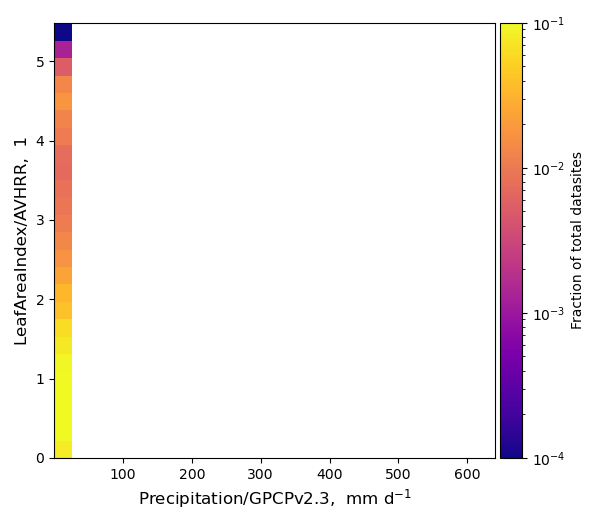 5
4
3
2
1
0
LeafAreaIndex/AVHRR, 1
100 200 300 400 500 600
Precipitation/GPCPv2.3, mm d⁻¹
10⁻¹
10⁻²
10⁻³
10⁻⁴
Fraction of total datasites